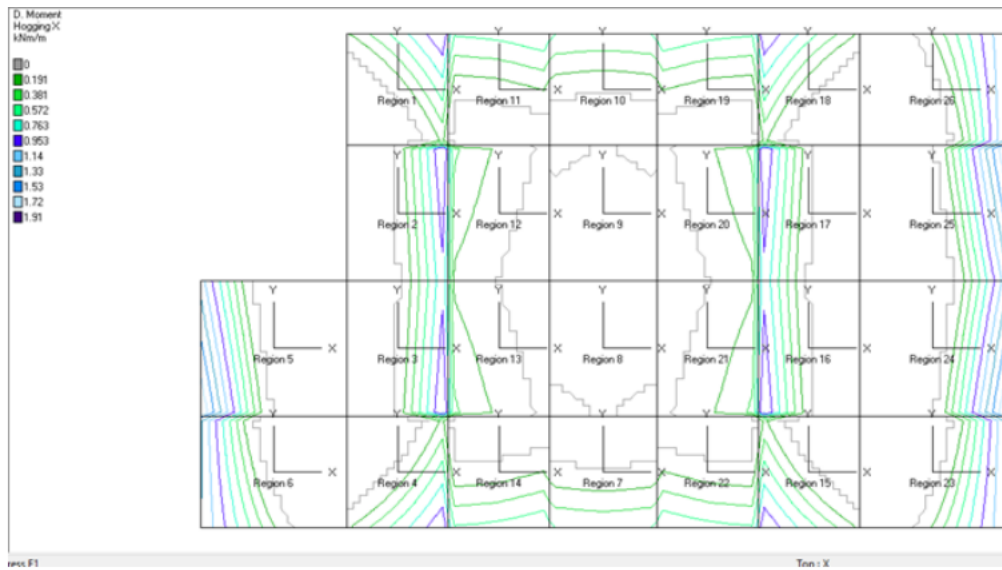 D. Moment
Hogging X
kNm/m
0
0.191
0.381
0.572
0.763
0.953
1.14
1.33
1.53
1.72
1.91
Y Y Y Y Y Y
X X X X X X
Region 1 Region 11 Region 10 Region 19 Region 18 Region 26
Y Y Y Y Y Y
X X X X X X
Region 2 Region 12 Region 9 Region 20 Region 17 Region 25
Y Y Y Y Y Y Y
X X X X X X X
Region 5 Region 3 Region 13 Region 8 Region 21 Region 16 Region 24
Y Y Y Y Y Y Y
X X X X X X X
Region 6 Region 4 Region 14 Region 7 Region 22 Region 15 Region 23
ress F1 Top : X